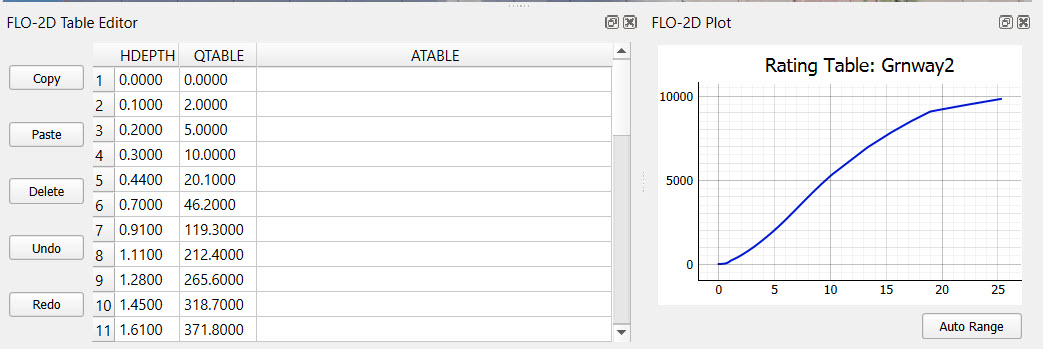 FLO-2D Table Editor
HDEPTH QTABLE ATABLE
Copy
Paste
Delete
Undo
Redo
1 0.0000 0.0000
2 0.1000 2.0000
3 0.2000 5.0000
4 0.3000 10.0000
5 0.4400 20.1000
6 0.7000 46.2000
7 0.9100 119.3000
8 1.1100 212.4000
9 1.2800 265.6000
10 1.4500 318.7000
11 1.6100 371.8000
FLO-2D Plot
Rating Table: Grnway2
10000
5000
0
0 5 10 15 20 25
Auto Range